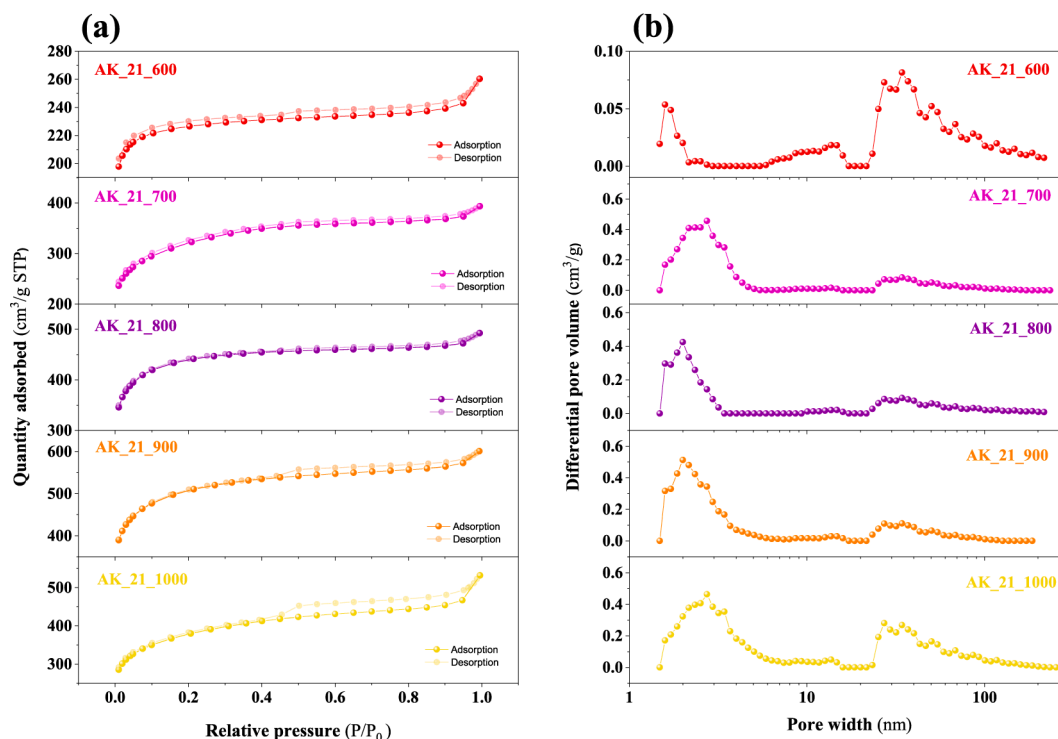 (a)
AK_21_600
280
260
240
220
200
180
Adsorption
Desorption
AK_21_700
400
300
200
Adsorption
Desorption
AK_21_800
500
400
300
Adsorption
Desorption
AK_21_900
600
500
400
Adsorption
Desorption
AK_21_1000
500
400
300
Adsorption
Desorption
0.0 0.2 0.4 0.6 0.8 1.0
Quantity adsorbed (cm³/g STP)
Relative pressure (P/P₀)
(b)
AK_21_600
0.10
0.05
0.00
AK_21_700
0.6
0.4
0.2
0.0
AK_21_800
0.6
0.4
0.2
0.0
AK_21_900
0.6
0.4
0.2
0.0
AK_21_1000
0.6
0.4
0.2
0.0
1 10 100
Differential pore volume (cm³/g)
Pore width (nm)